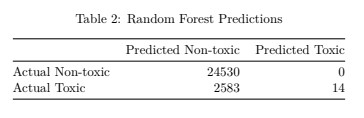 Table 2: Random Forest Predictions
Predicted Non-toxic Predicted Toxic
Actual Non-toxic 24530 0
Actual Toxic 2583 14